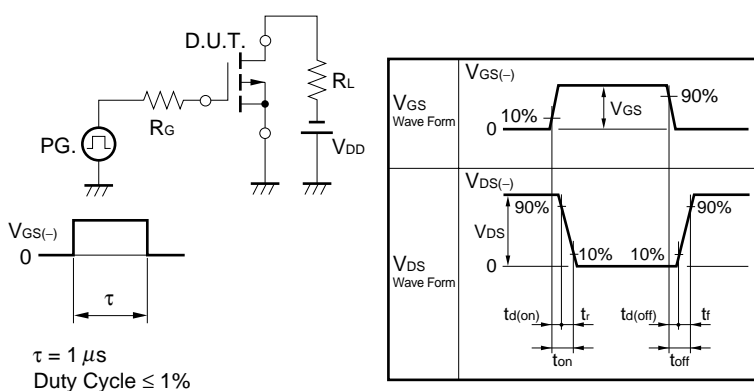 D.U.T.
RL
RG
PG.
VDD
VGS(−)
0
τ
τ = 1 μs
Duty Cycle ≤ 1%
VGS
Wave Form
VGS(−)
10%
VGS
90%
0
VDS
Wave Form
VDS(−)
90%
90%
VDS
10%
10%
0
td(on)
tr
td(off)
tf
ton
toff